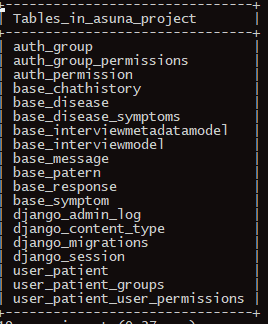 Tables_in_asuna_project
auth_group
auth_group_permissions
auth_permission
base_chathistory
base_disease
base_disease_symptoms
base_interviewmetadatamodel
base_interviewmodel
base_message
base_patern
base_response
base_symptom
django_admin_log
django_content_type
django_migrations
django_session
user_patient
user_patient_groups
user_patient_user_permissions